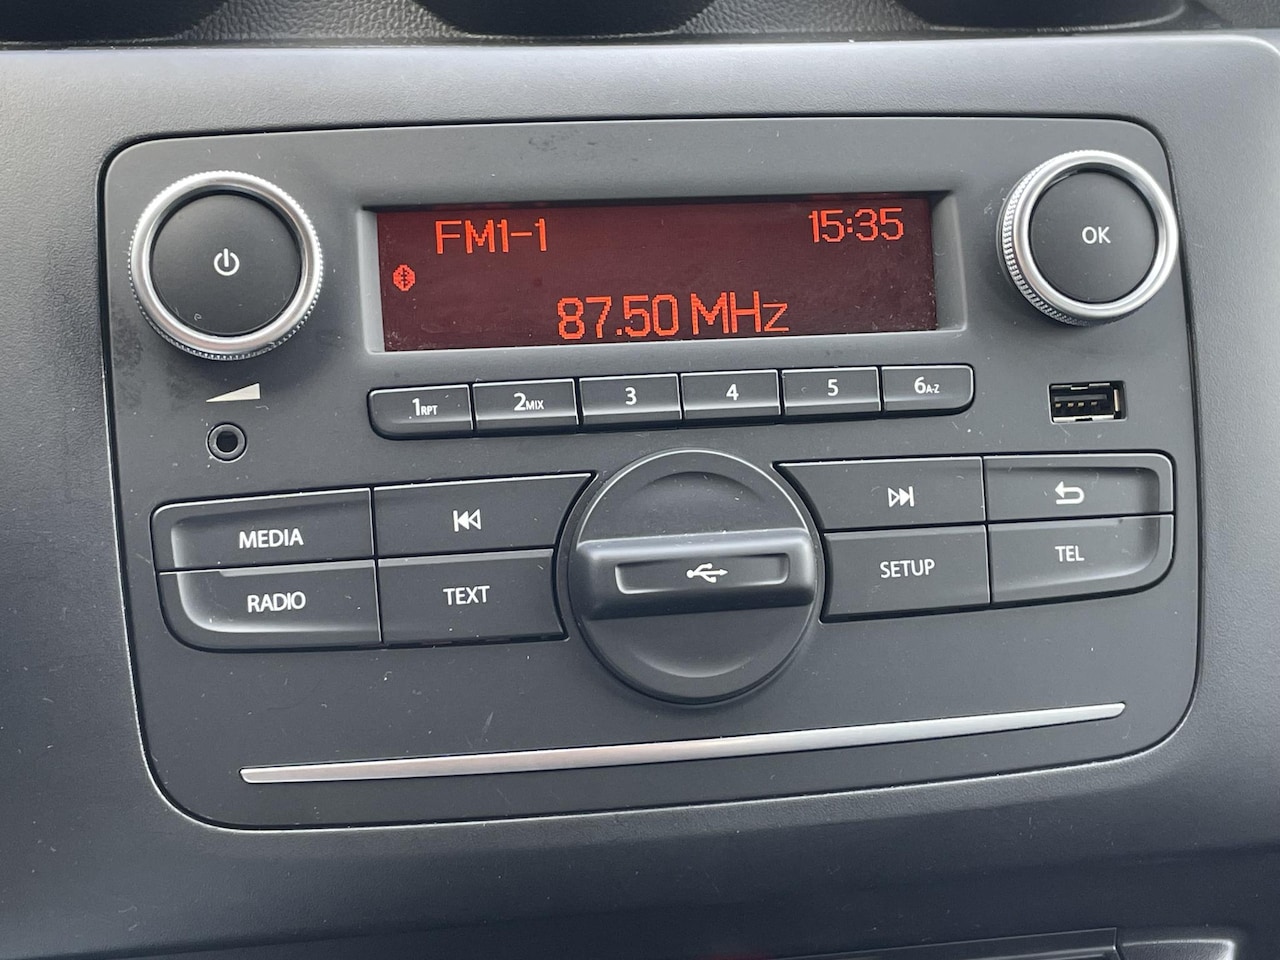 FM1-1 15:35
87.50 MHz
OK
1RPT 2MIX 3 4 5 6A-Z
MEDIA
RADIO TEXT
SETUP TEL